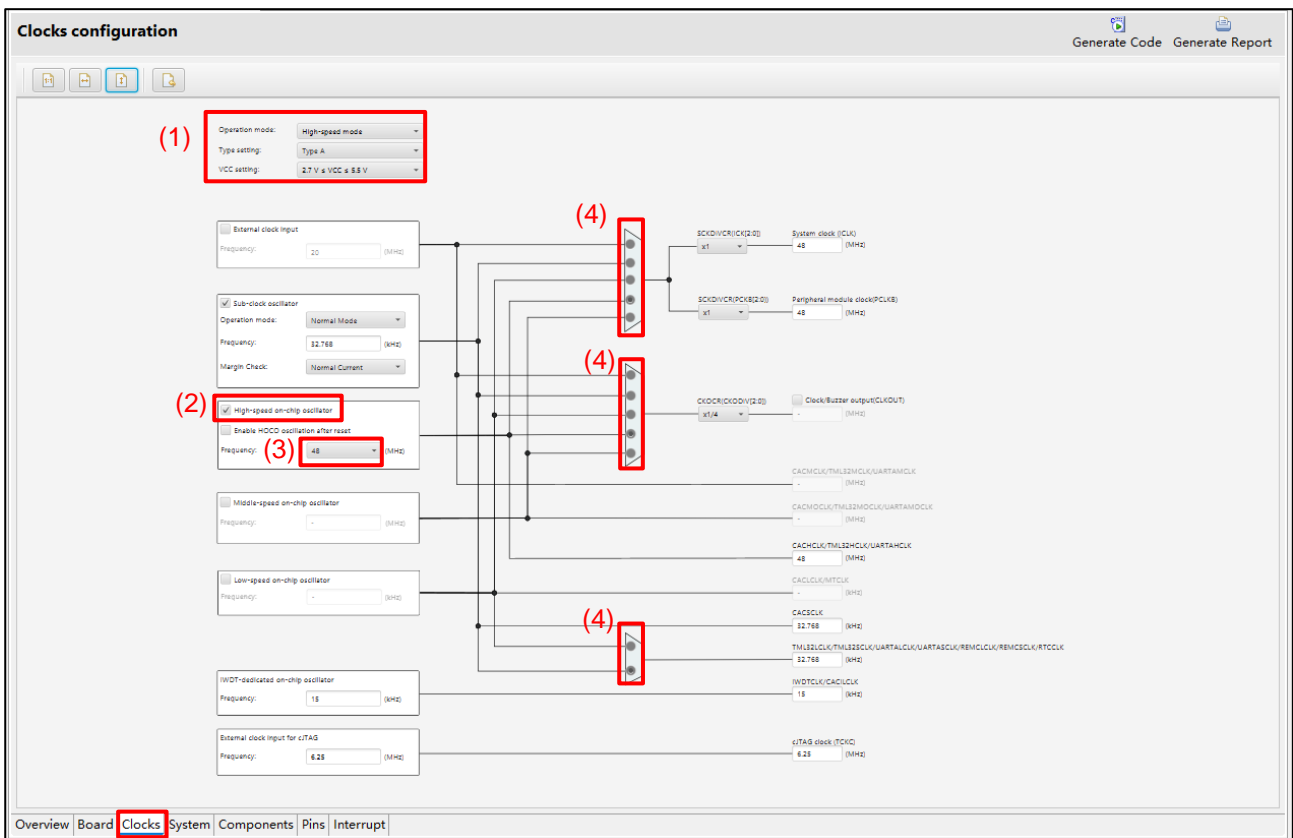 Clocks configuration
Generate Code Generate Report
(1)
Operation mode: High-speed mode
Type setting: Type A
VCC setting: 2.7 V ≤ VCC ≤ 5.5 V
External clock input
Frequency: 20 (MHz)
Sub-clock oscillator
Operation mode: Normal Mode
Frequency: 32.768 (kHz)
Margin Check: Normal Current
(2)
High-speed on-chip oscillator
Enable HOCO oscillation after reset
(3)
Frequency: 48 (MHz)
Middle-speed on-chip oscillator
Frequency: - (MHz)
Low-speed on-chip oscillator
Frequency: - (kHz)
IWDT-dedicated on-chip oscillator
Frequency: 15 (kHz)
External clock input for cJTAG
Frequency: 6.25 (MHz)
(4)
SCKDIVCR(ICK[2:0]) System clock (ICLK)
x1 48 (MHz)
SCKDIVCR(PCKB[2:0]) Peripheral module clock(PCLKB)
x1 48 (MHz)
(4)
CKOCR(CKODIV[2:0]) Clock/Buzzer output(CLKOUT)
x1/4 - (MHz)
CACMCLK/TML32MCLK/UARTAMCLK
- (MHz)
CACMOCLK/TML32MOCLK/UARTAMOCLK
- (MHz)
CACHCLK/TML32HCLK/UARTAHCLK
48 (MHz)
CACLCLK/MTCLK
- (kHz)
CACSCLK
32.768 (kHz)
(4)
TML32LCLK/TML32SCLK/UARTALCLK/UARTASCLK/REMCLCLK/REMCSCLK/RTCCLK
32.768 (kHz)
IWDTCLK/CACILCLK
15 (kHz)
cJTAG clock (TCKC)
6.25 (MHz)
Overview Board Clocks System Components Pins Interrupt